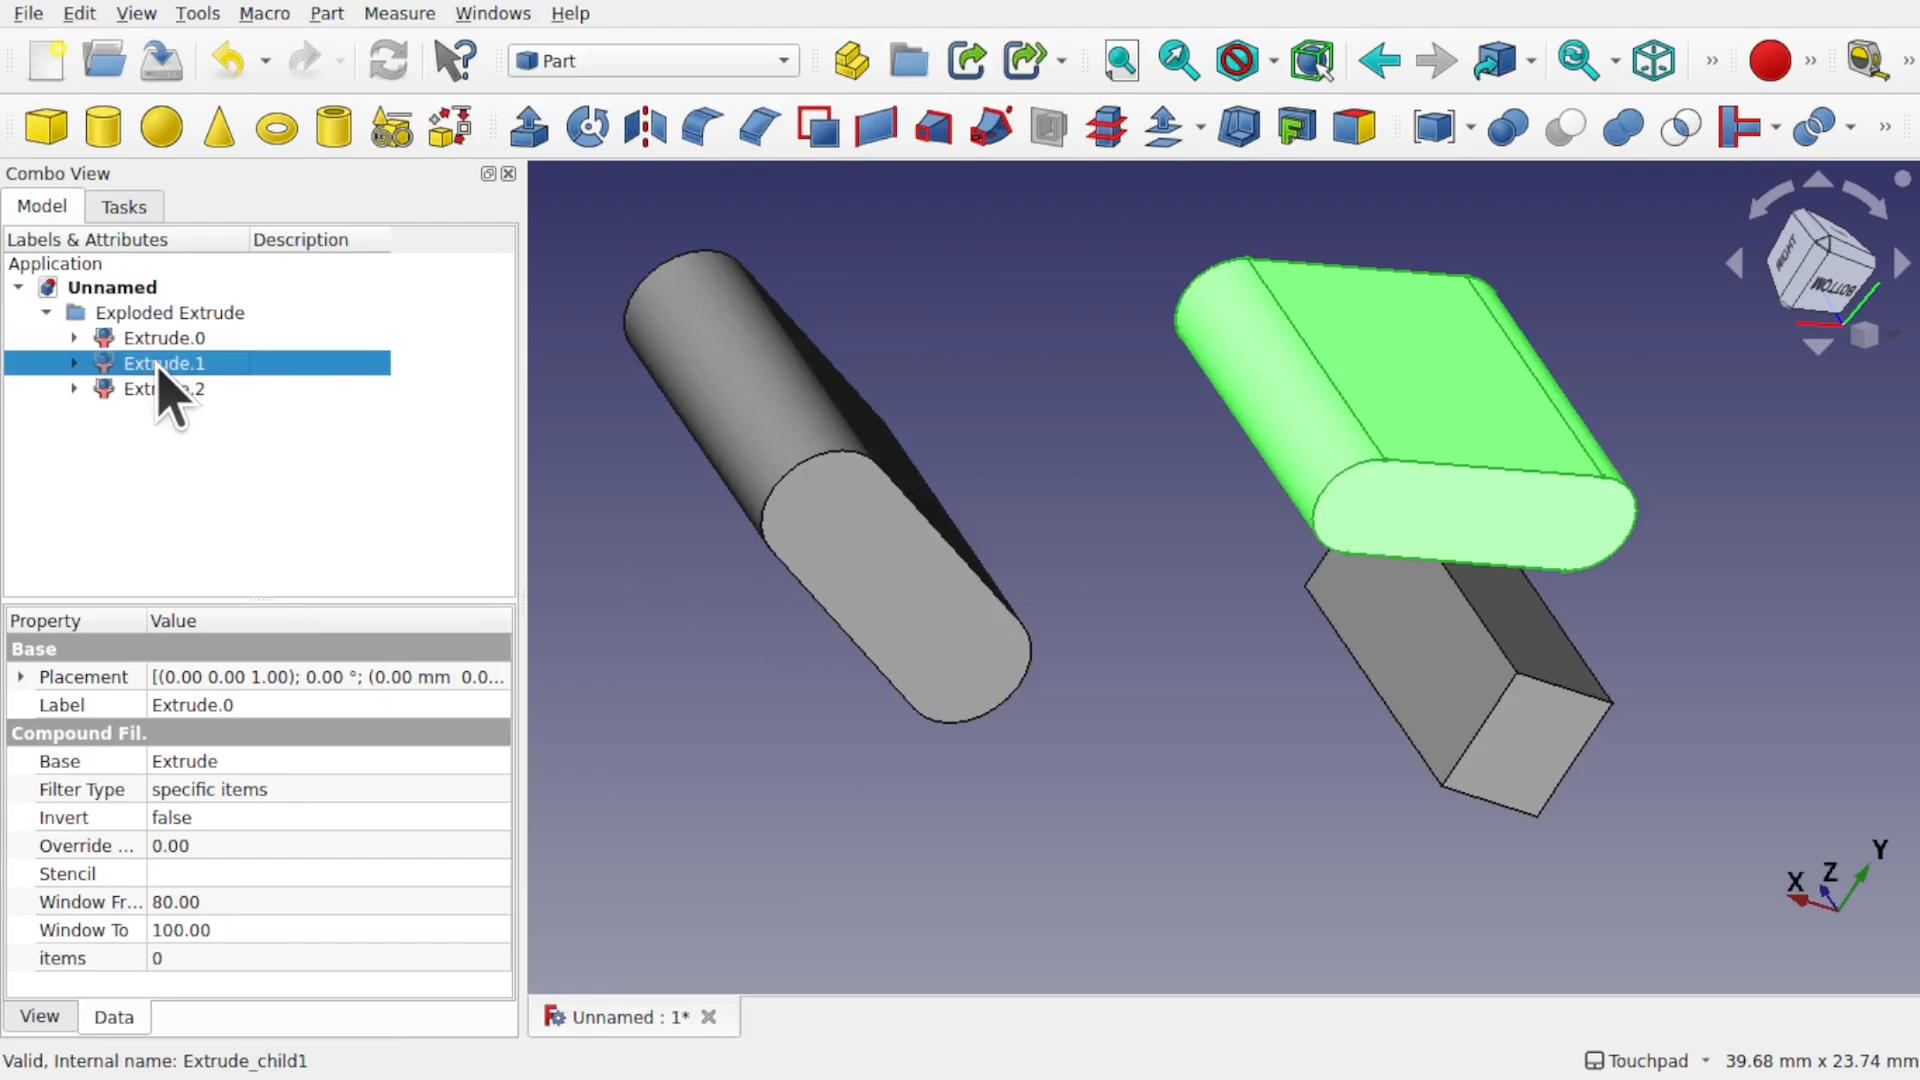 File Edit View Tools Macro Part Measure Windows Help
Part
Combo View
Model Tasks
Labels & Attributes Description
Application
Unnamed
Exploded Extrude
Extrude.0
Extrude.1
Property Value
Base
Placement [(0.00 0.00 1.00); 0.00 °; (0.00 mm 0.0...
Label Extrude.0
Compound Fil.
Base Extrude
Filter Type specific items
Invert false
Override ... 0.00
Stencil
Window Fr... 80.00
Window To 100.00
items 0
View Data
RIGHT
BOTTOM
X Z Y
Unnamed : 1*
Valid, Internal name: Extrude_child1
Touchpad 39.68 mm x 23.74 mm